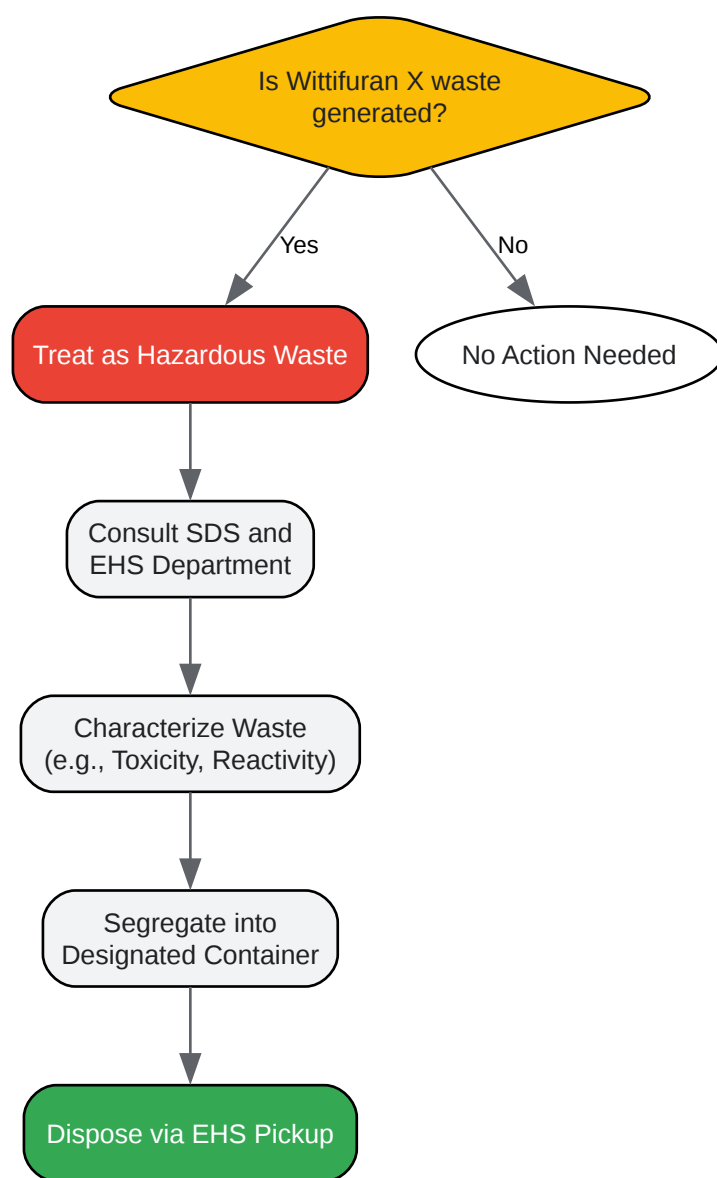 Is Wittifuran X waste
generated?
Yes
No
Treat as Hazardous Waste
No Action Needed
Consult SDS and
EHS Department
Characterize Waste
(e.g., Toxicity, Reactivity)
Segregate into
Designated Container
Dispose via EHS Pickup